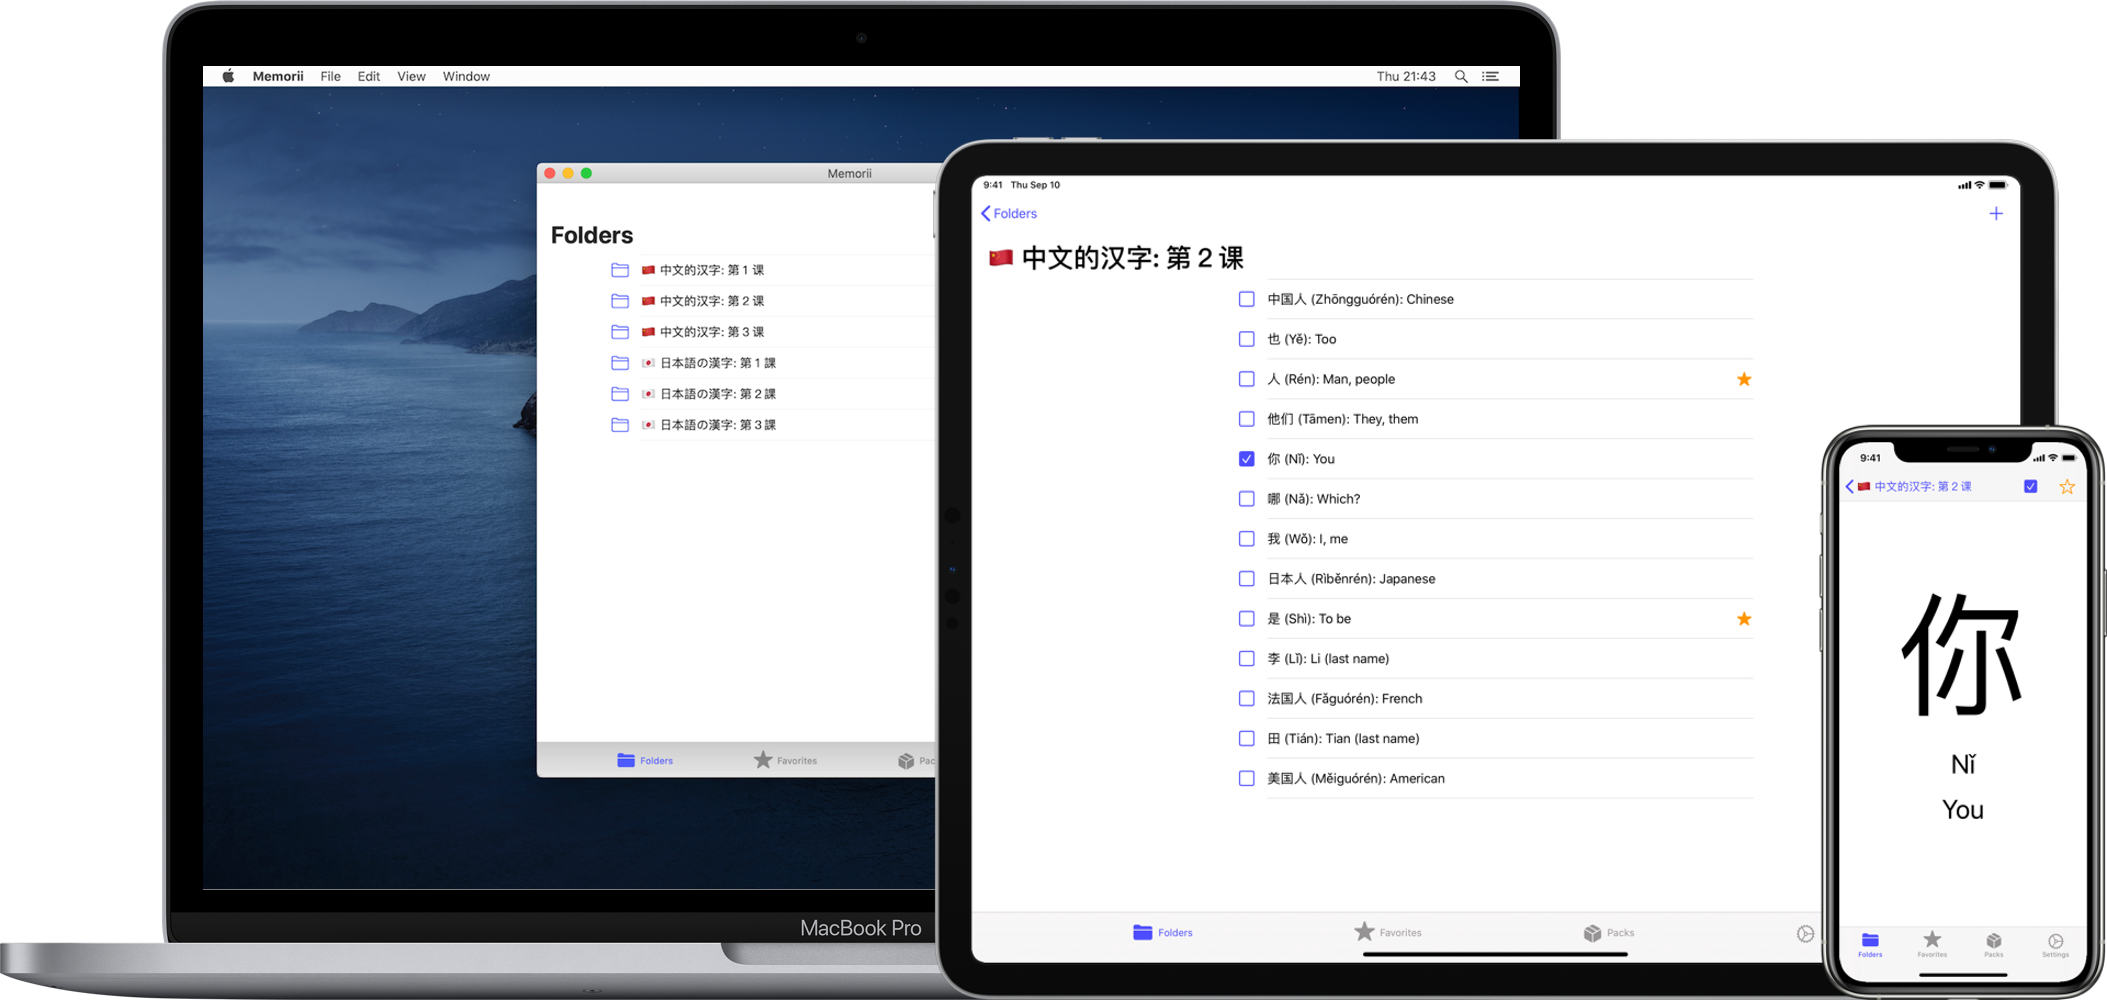 Memorii File Edit View Window Thu 21:43
Memorii
Folders
中文的汉字: 第 1 课
中文的汉字: 第 2 课
中文的汉字: 第 3 课
日本語の漢字: 第 1 課
日本語の漢字: 第 2 課
日本語の漢字: 第 3 課
Folders Favorites Pac
MacBook Pro
9:41 Thu Sep 10
Folders
中文的汉字: 第 2 课
中国人 (Zhōngguórén): Chinese
也 (Yě): Too
人 (Rén): Man, people
他们 (Tāmen): They, them
你 (Nǐ): You
哪 (Nǎ): Which?
我 (Wǒ): I, me
日本人 (Rìběnrén): Japanese
是 (Shì): To be
李 (Lǐ): Li (last name)
法国人 (Fǎguórén): French
田 (Tián): Tian (last name)
美国人 (Měiguórén): American
Folders Favorites Packs
9:41
中文的汉字: 第 2 课
你
Nǐ
You
Folders Favorites Packs Settings